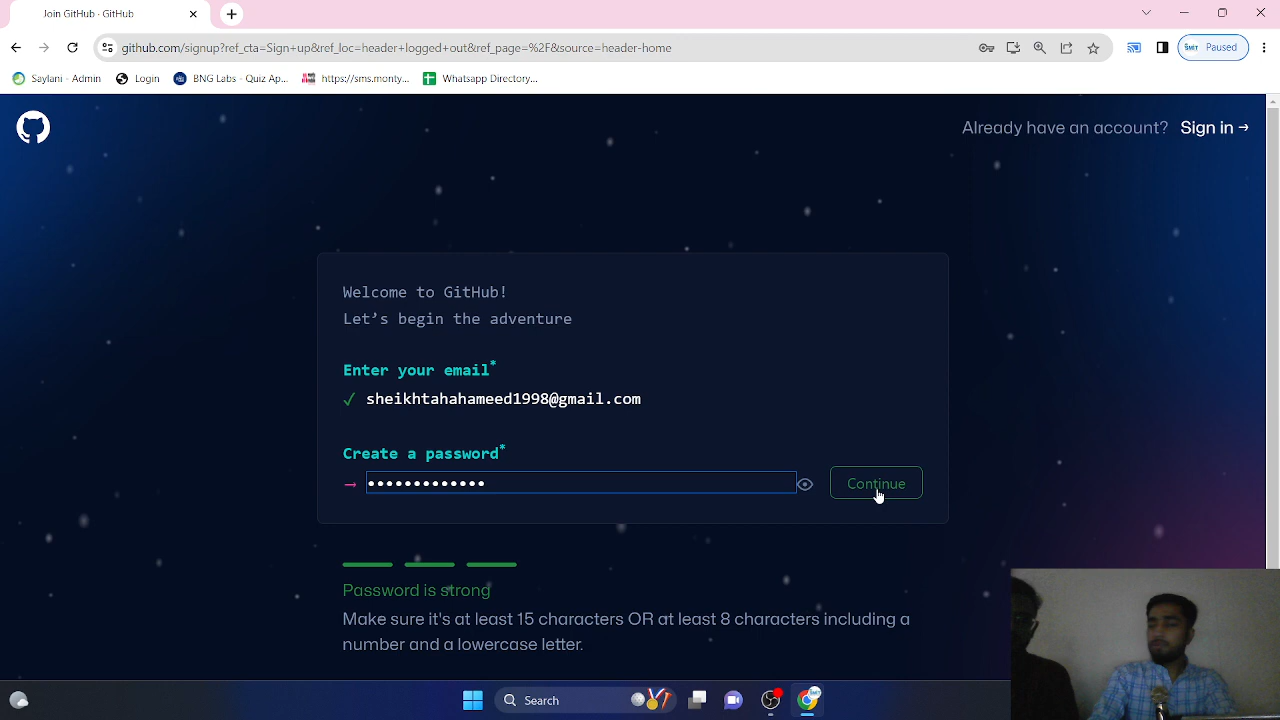 Join GitHub · GitHub
github.com/signup?ref_cta=Sign+up&ref_loc=header+logged+out&ref_page=%2F&source=header-home
SMIT Paused
Saylani - Admin
Login
BNG Labs - Quiz Ap...
https://sms.monty...
Whatsapp Directory...
Already have an account? Sign in →
Welcome to GitHub!
Let's begin the adventure
Enter your email*
✓ sheikhtahahameed1998@gmail.com
Create a password*
→ •••••••••••••
Continue
Password is strong
Make sure it's at least 15 characters OR at least 8 characters including a
number and a lowercase letter.
Search